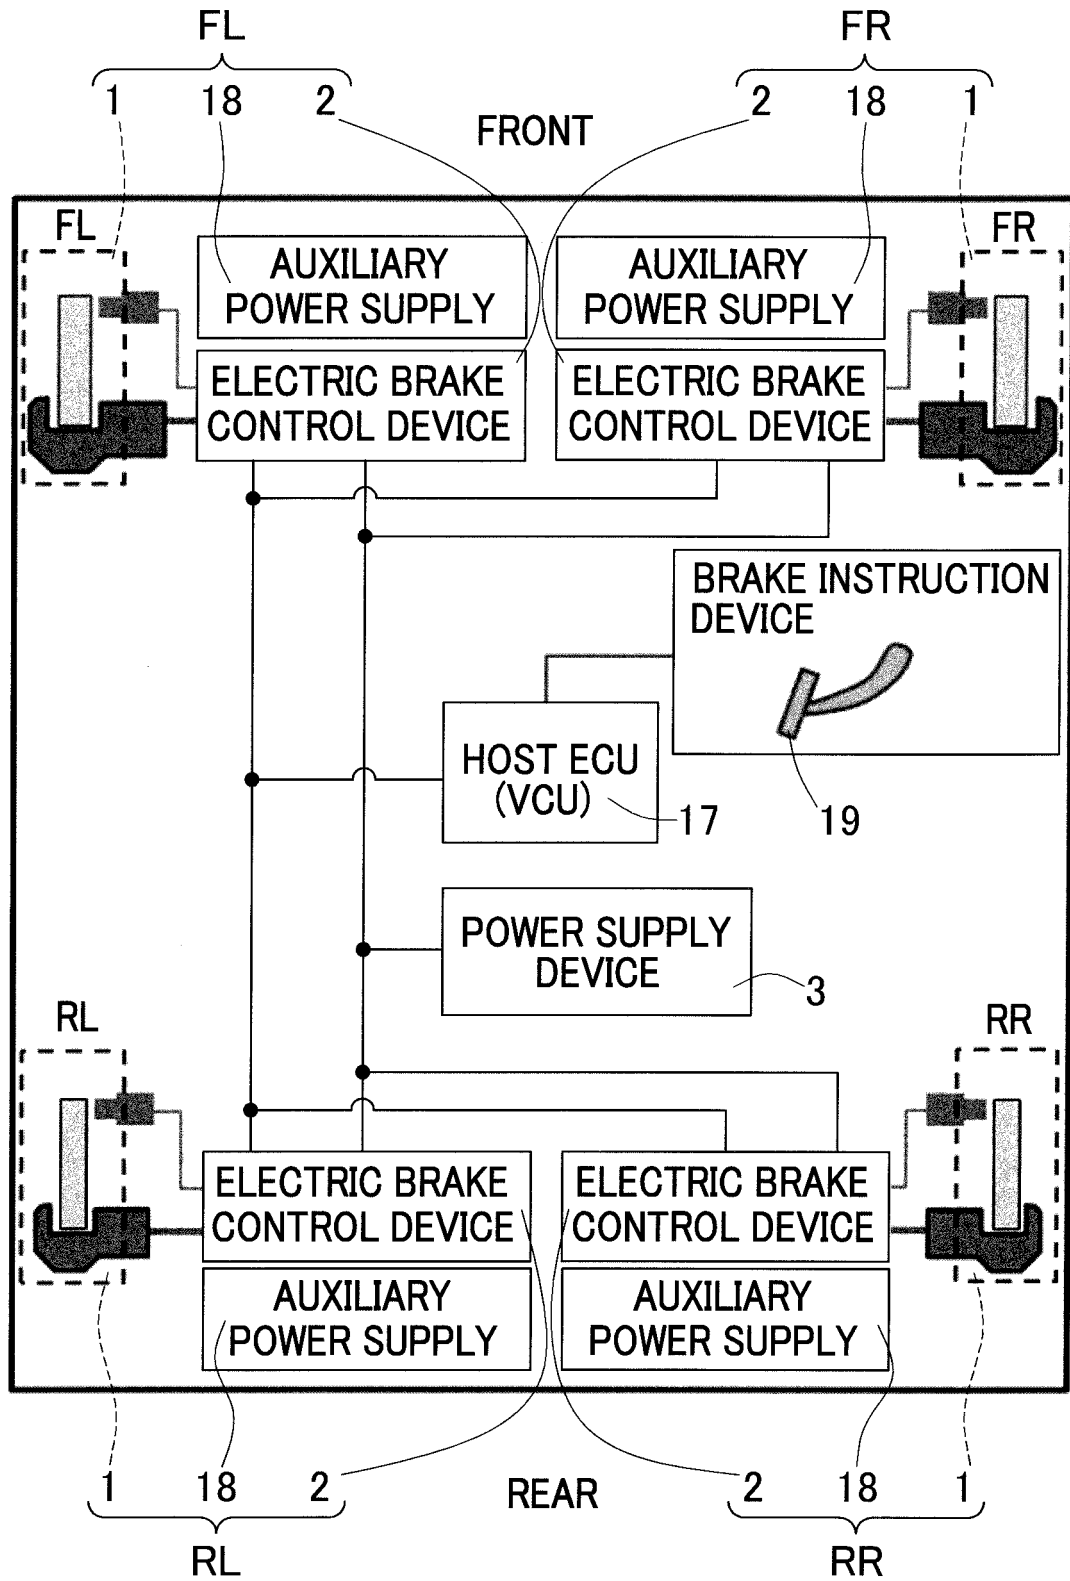 FL
FR
1 18 2
2 18 1
FRONT
FL
FR
AUXILIARY
POWER SUPPLY
AUXILIARY
POWER SUPPLY
ELECTRIC BRAKE
CONTROL DEVICE
ELECTRIC BRAKE
CONTROL DEVICE
BRAKE INSTRUCTION
DEVICE
HOST ECU
(VCU)
17
19
POWER SUPPLY
DEVICE
3
RL
RR
ELECTRIC BRAKE
CONTROL DEVICE
ELECTRIC BRAKE
CONTROL DEVICE
AUXILIARY
POWER SUPPLY
AUXILIARY
POWER SUPPLY
1 18 2
REAR
2 18 1
RL
RR